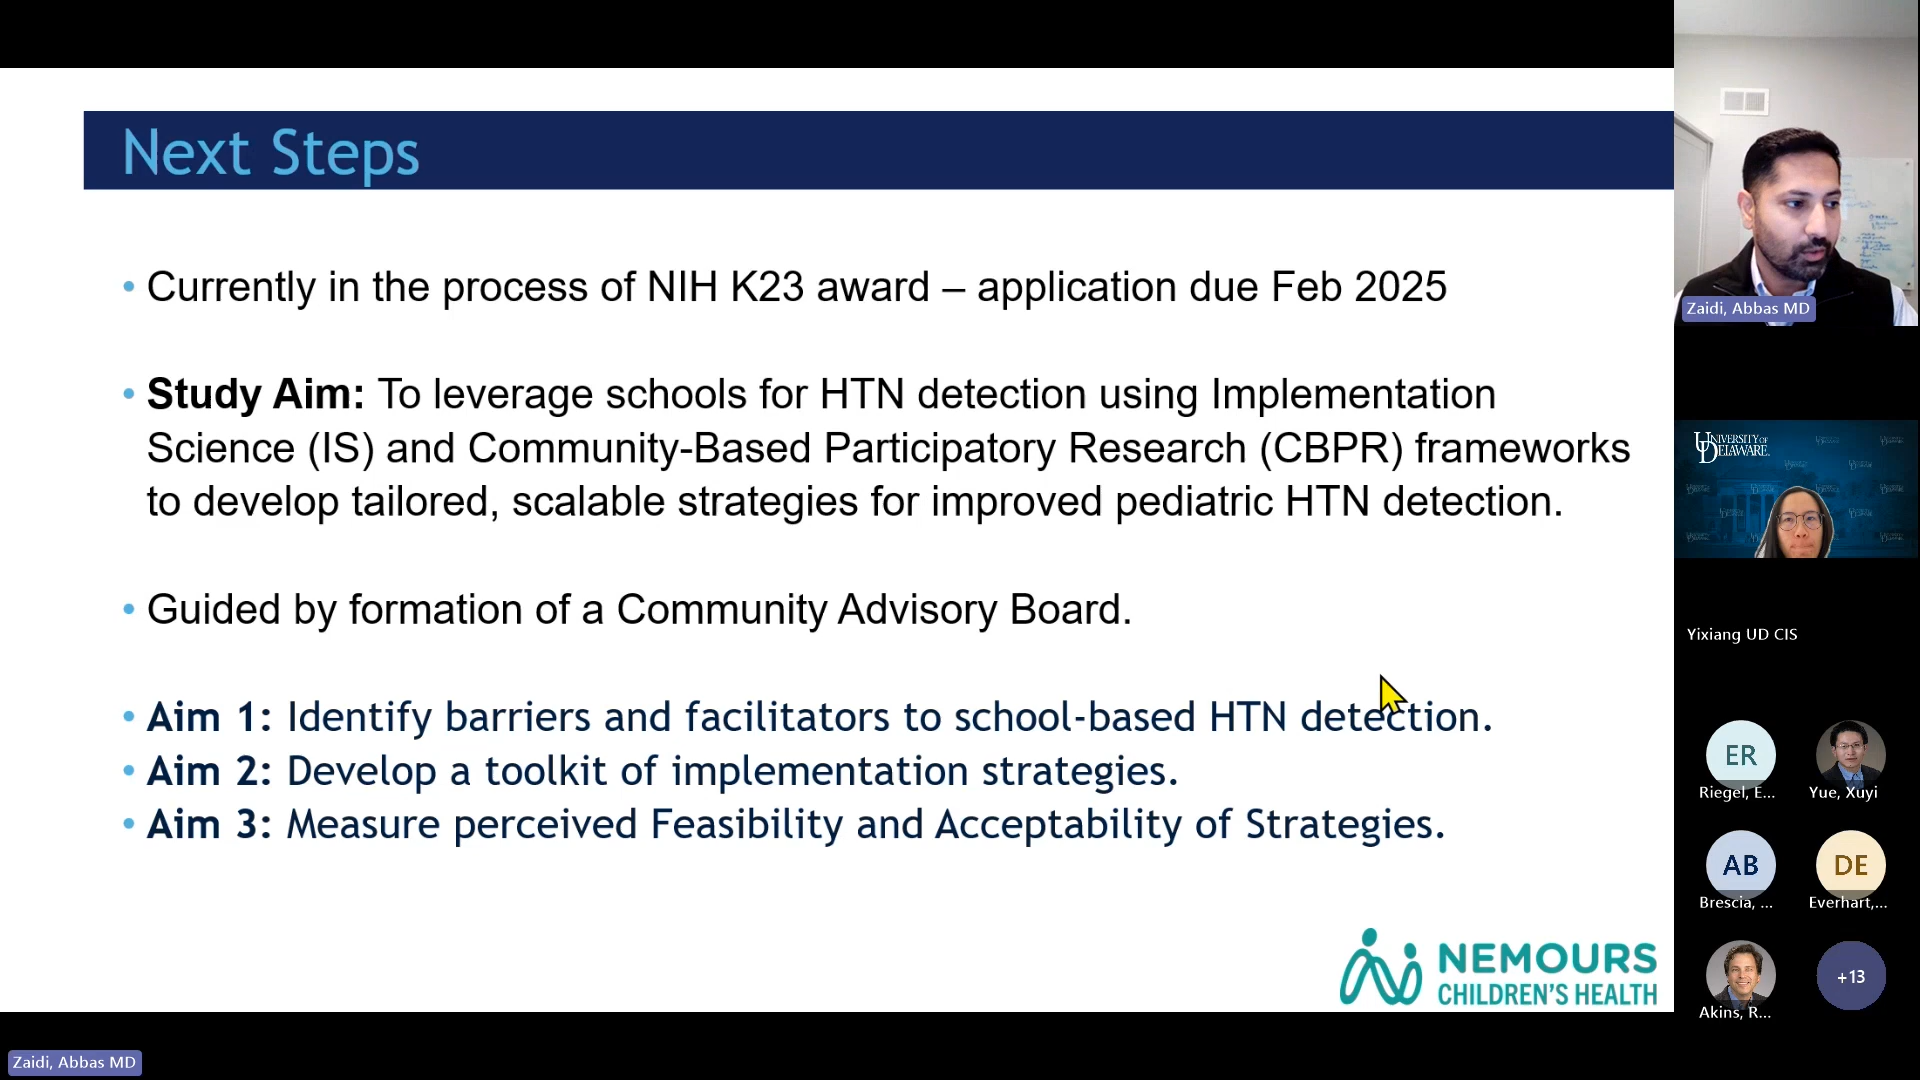 Next Steps
• Currently in the process of NIH K23 award – application due Feb 2025
• Study Aim: To leverage schools for HTN detection using Implementation
Science (IS) and Community-Based Participatory Research (CBPR) frameworks
to develop tailored, scalable strategies for improved pediatric HTN detection.
• Guided by formation of a Community Advisory Board.
• Aim 1: Identify barriers and facilitators to school-based HTN detection.
• Aim 2: Develop a toolkit of implementation strategies.
• Aim 3: Measure perceived Feasibility and Acceptability of Strategies.
NEMOURS
CHILDREN'S HEALTH
Zaidi, Abbas MD
Zaidi, Abbas MD
UNIVERSITY OF
DELAWARE
Yixiang UD CIS
ER
Riegel, E...
Yue, Xuyi
AB
DE
Brescia, ...
Everhart,...
Akins, R...
+13